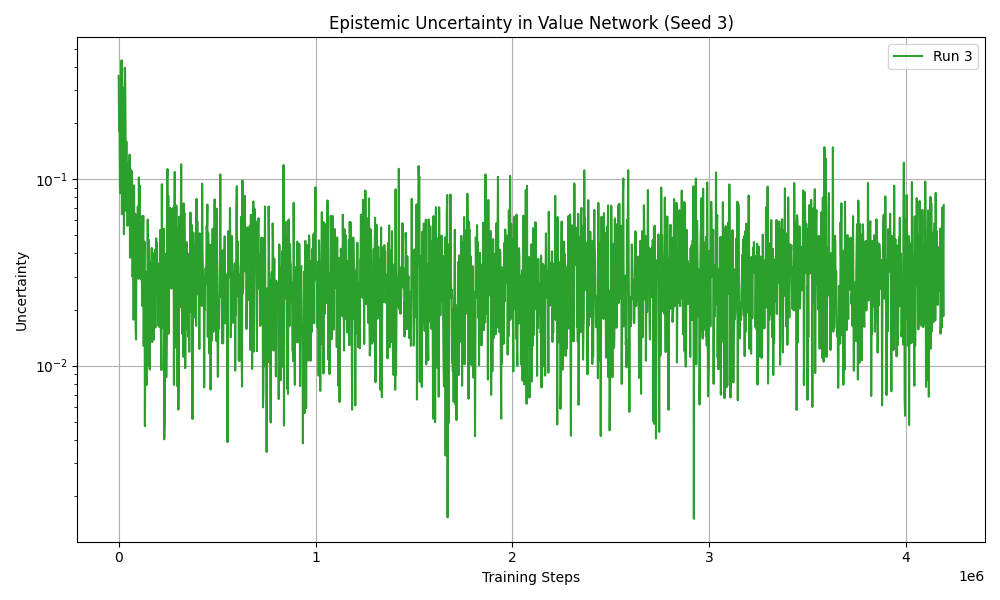 Epistemic Uncertainty in Value Network (Seed 3)
Run 3
Uncertainty
10⁻¹
10⁻²
0 1 2 3 4
1e6
Training Steps